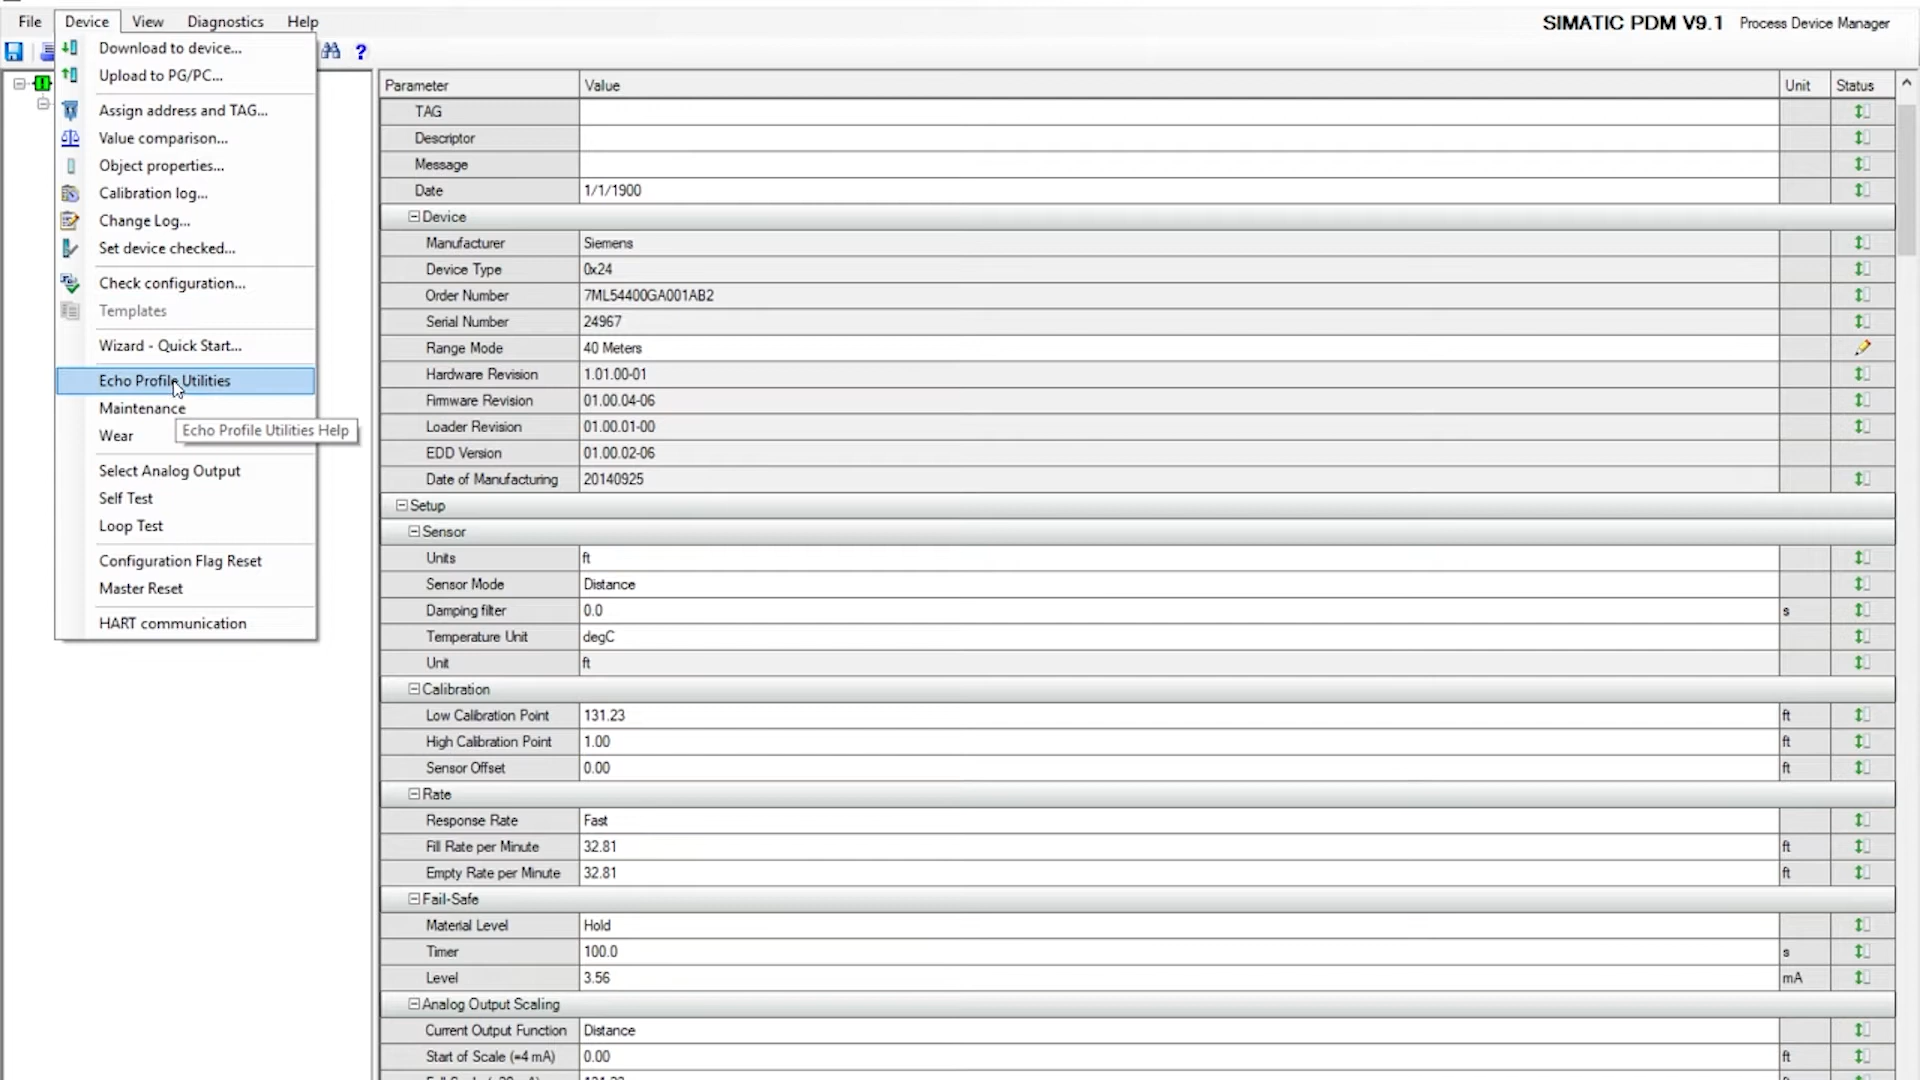 File Device View Diagnostics Help
SIMATIC PDM V9.1 Process Device Manager
?
Download to device...
Upload to PG/PC...
Assign address and TAG...
Value comparison...
Object properties...
Calibration log...
Change Log...
Set device checked...
Check configuration...
Templates
Wizard - Quick Start...
Echo Profile Utilities
Maintenance
Wear
Echo Profile Utilities Help
Select Analog Output
Self Test
Loop Test
Configuration Flag Reset
Master Reset
HART communication
Parameter Value Unit Status
TAG
Descriptor
Message
Date 1/1/1900
Device
Manufacturer Siemens
Device Type 0x24
Order Number 7ML54400GA001AB2
Serial Number 24967
Range Mode 40 Meters
Hardware Revision 1.01.00-01
Firmware Revision 01.00.04-06
Loader Revision 01.00.01-00
EDD Version 01.00.02-06
Date of Manufacturing 20140925
Setup
Sensor
Units ft
Sensor Mode Distance
Damping filter 0.0 s
Temperature Unit degC
Unit ft
Calibration
Low Calibration Point 131.23 ft
High Calibration Point 1.00 ft
Sensor Offset 0.00 ft
Rate
Response Rate Fast
Fill Rate per Minute 32.81 ft
Empty Rate per Minute 32.81 ft
Fail-Safe
Material Level Hold
Timer 100.0 s
Level 3.56 mA
Analog Output Scaling
Current Output Function Distance
Start of Scale (=4 mA) 0.00 ft